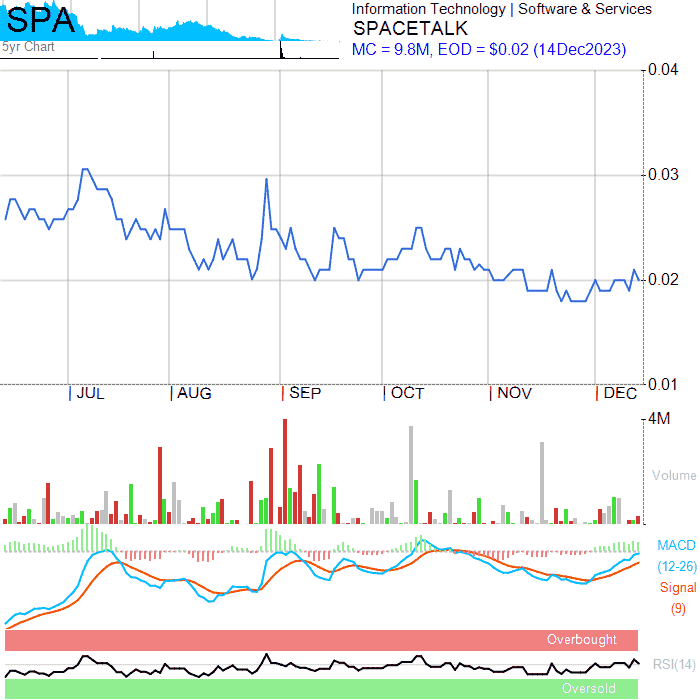 SPA
5yr Chart
Information Technology | Software & Services
SPACETALK
MC = 9.8M, EOD = $0.02 (14Dec2023)
0.04
0.03
0.02
0.01
| JUL | AUG | SEP | OCT | NOV | DEC
4M
Volume
MACD
(12-26)
Signal
(9)
Overbought
RSI(14)
Oversold